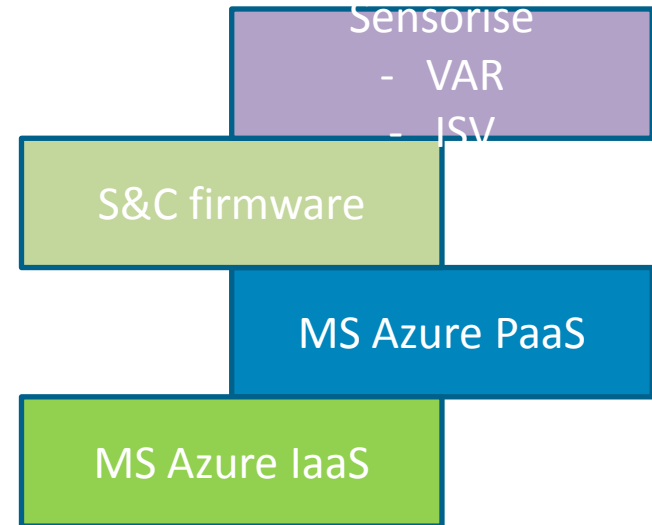 Sensorise
- VAR
- ISV
S&C firmware
MS Azure PaaS
MS Azure IaaS